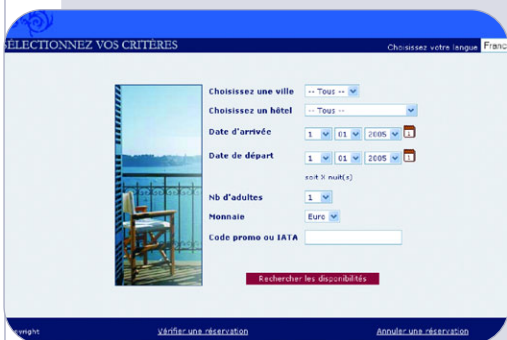 SÉLECTIONNEZ VOS CRITÈRES
Choisissez votre langue Franc
Choisissez une ville -- Tous --
Choisissez un hôtel -- Tous --
Date d'arrivée 1 01 2005
Date de départ 1 01 2005
soit X nuit(s)
Nb d'adultes 1
Monnaie Euro
Code promo ou IATA
Rechercher les disponibilités
opyright Vérifier une réservation Annuler une réservation